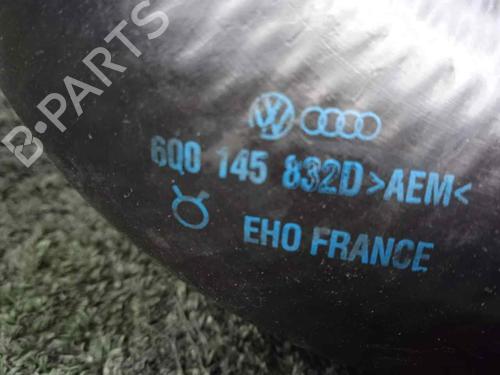 B-PARTS
6Q0 145 832D >AEM<
EHO FRANCE